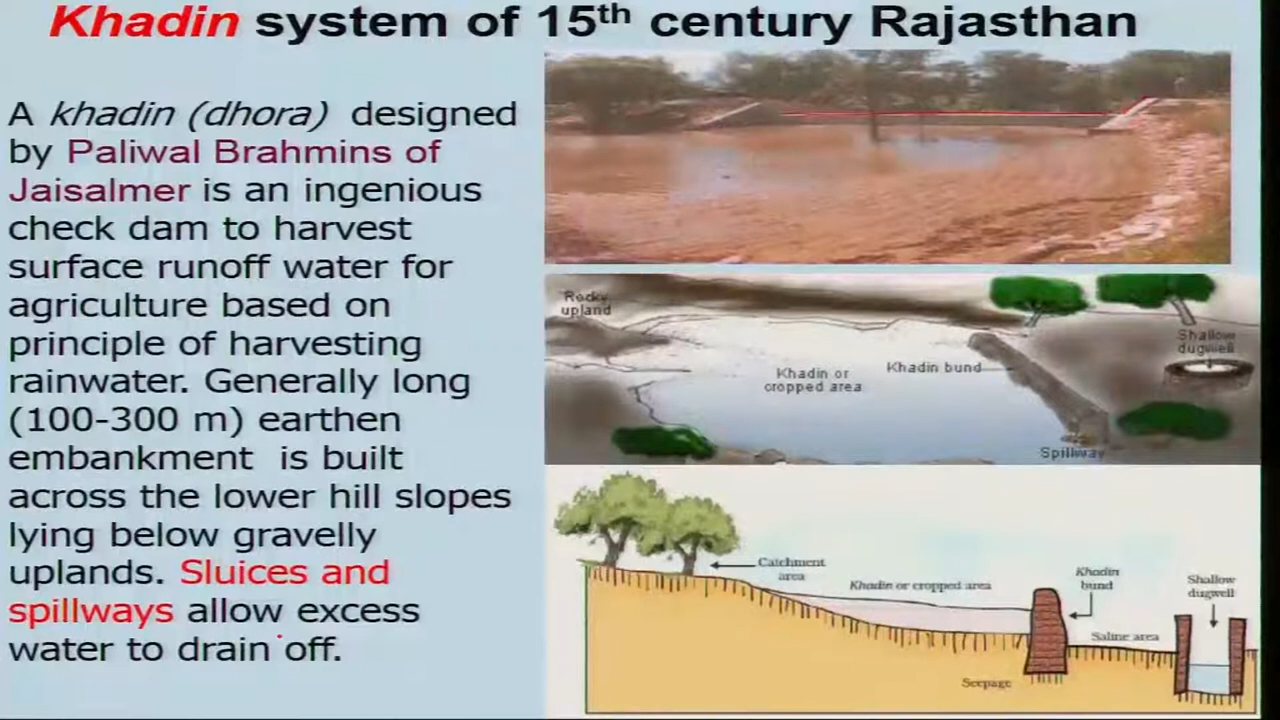 Khadin system of 15th century Rajasthan
A khadin (dhora) designed
by Paliwal Brahmins of
Jaisalmer is an ingenious
check dam to harvest
surface runoff water for
agriculture based on
principle of harvesting
rainwater. Generally long
(100-300 m) earthen
embankment is built
across the lower hill slopes
lying below gravelly
uplands. Sluices and
spillways allow excess
water to drain off.
Rocky
upland
Khadin or
cropped area
Khadin bund
Shallow
dugwell
Spillway
Catchment
area
Khadin or cropped area
Khadin
bund
Shallow
dugwell
Saline area
Seepage